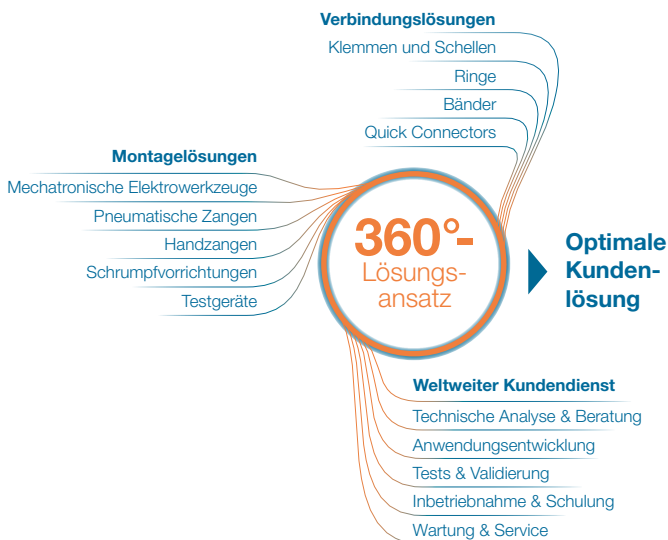 Verbindungslösungen
Klemmen und Schellen
Ringe
Bänder
Quick Connectors
Montagelösungen
Mechatronische Elektrowerkzeuge
Pneumatische Zangen
Handzangen
Schrumpfvorrichtungen
Testgeräte
360°-
Lösungs-
ansatz
Optimale
Kunden-
lösung
Weltweiter Kundendienst
Technische Analyse & Beratung
Anwendungsentwicklung
Tests & Validierung
Inbetriebnahme & Schulung
Wartung & Service